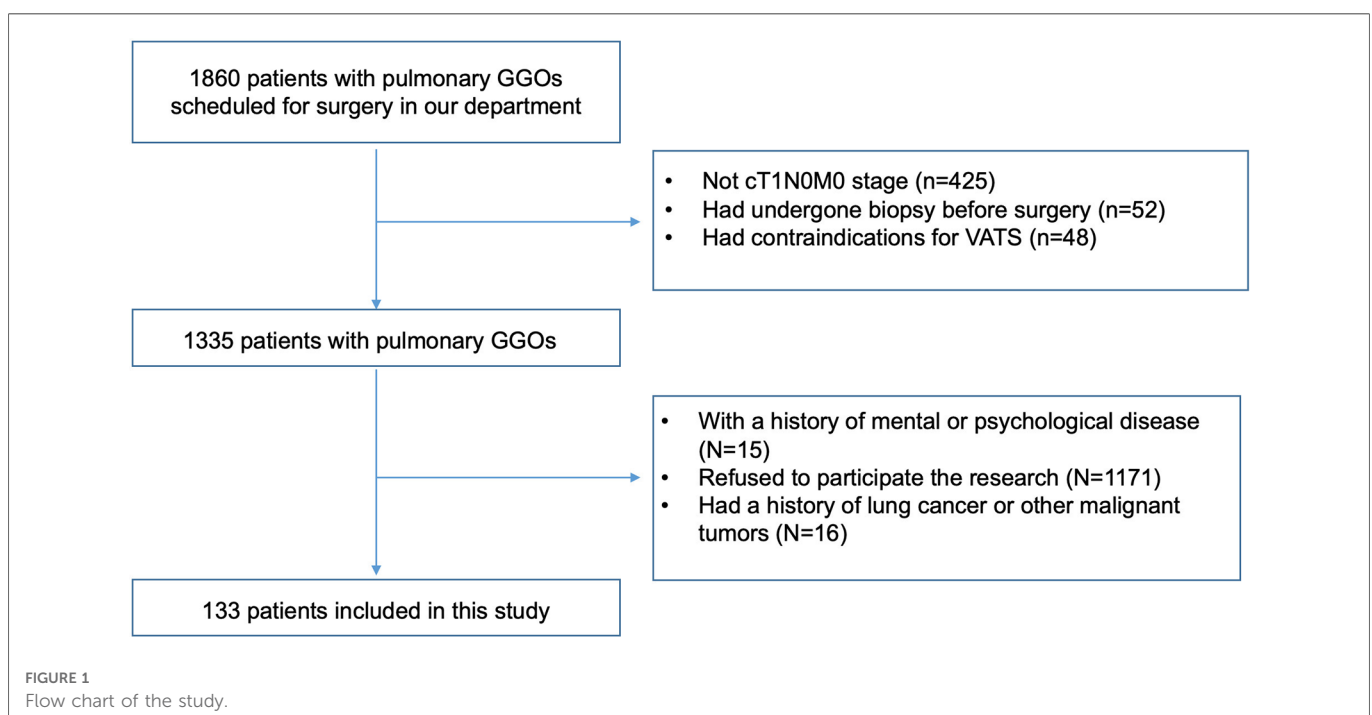 1860 patients with pulmonary GGOs
scheduled for surgery in our department
• Not cT1N0M0 stage (n=425)
• Had undergone biopsy before surgery (n=52)
• Had contraindications for VATS (n=48)
1335 patients with pulmonary GGOs
• With a history of mental or psychological disease
(N=15)
• Refused to participate the research (N=1171)
• Had a history of lung cancer or other malignant
tumors (N=16)
133 patients included in this study
FIGURE 1
Flow chart of the study.